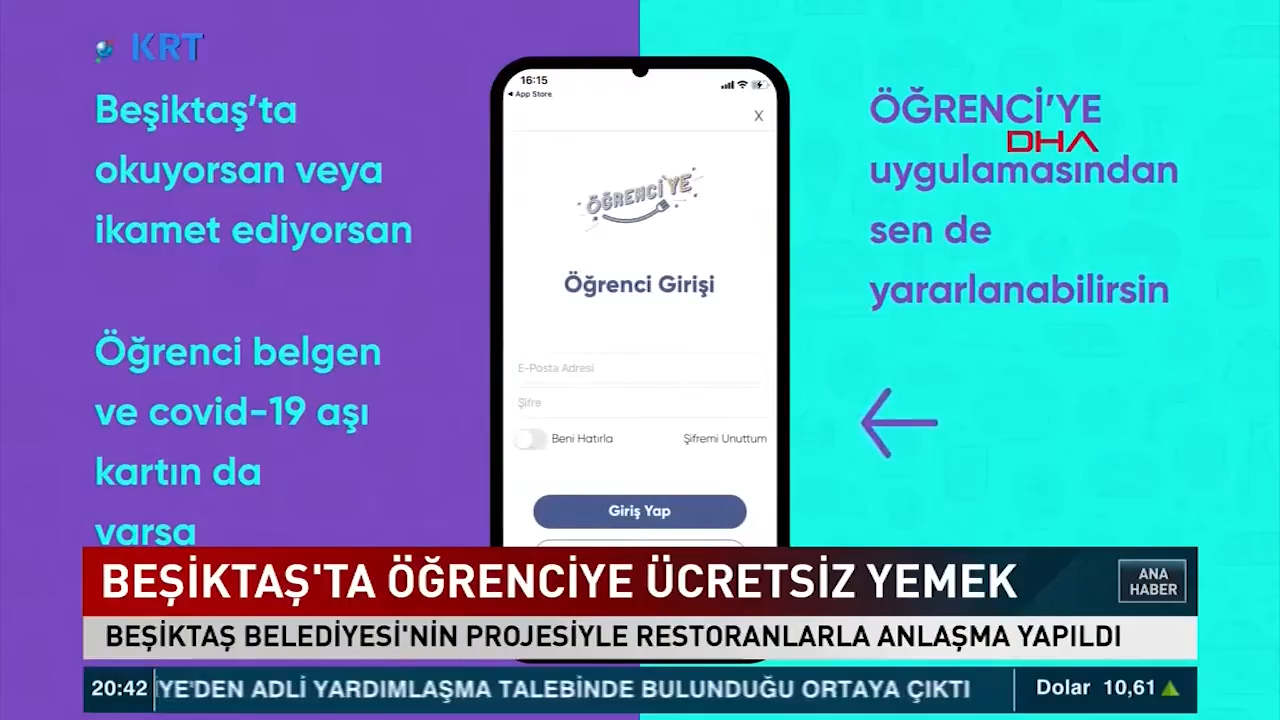 KRT
Beşiktaş'ta
okuyorsan veya
ikamet ediyorsan
Öğrenci belgen
ve covid-19 aşı
kartın da
varsa
16:15
App Store
X
ÖĞRENCİ'YE
Öğrenci Girişi
E-Posta Adresi
Şifre
Beni Hatırla
Şifremi Unuttum
Giriş Yap
ÖĞRENCİ'YE
DHA
uygulamasından
sen de
yararlanabilirsin
BEŞİKTAŞ'TA ÖĞRENCİYE ÜCRETSİZ YEMEK
ANA
HABER
BEŞİKTAŞ BELEDİYESİ'NİN PROJESİYLE RESTORANLARLA ANLAŞMA YAPILDI
20:42
İYE'DEN ADLİ YARDIMLAŞMA TALEBİNDE BULUNDUĞU ORTAYA ÇIKTI
Dolar 10,61